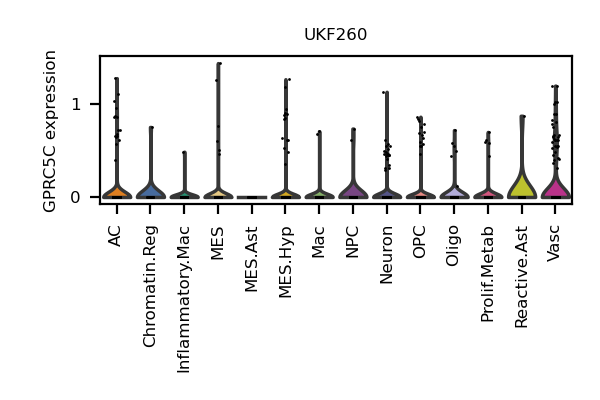 UKF260
GPRC5C expression
1
0
AC
Chromatin.Reg
Inflammatory.Mac
MES
MES.Ast
MES.Hyp
Mac
NPC
Neuron
OPC
Oligo
Prolif.Metab
Reactive.Ast
Vasc